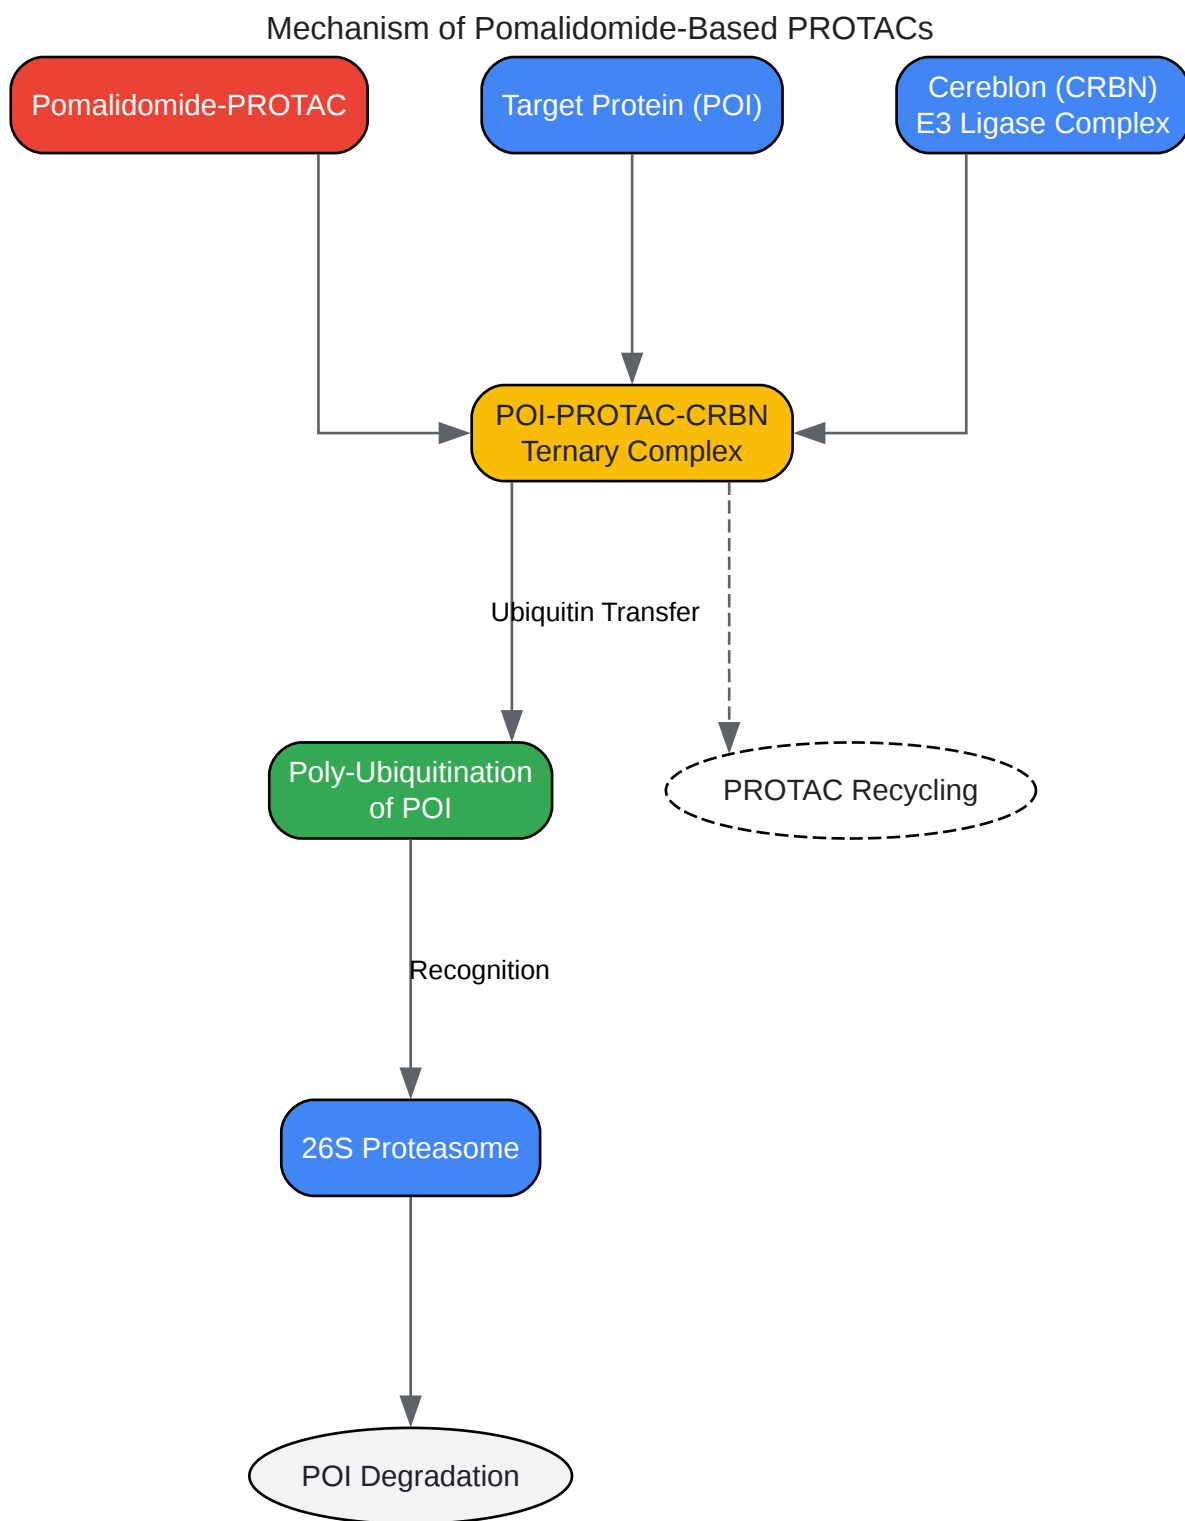 Mechanism of Pomalidomide-Based PROTACs
Pomalidomide-PROTAC
Target Protein (POI)
Cereblon (CRBN)
E3 Ligase Complex
POI-PROTAC-CRBN
Ternary Complex
Ubiquitin Transfer
Poly-Ubiquitination
of POI
PROTAC Recycling
Recognition
26S Proteasome
POI Degradation